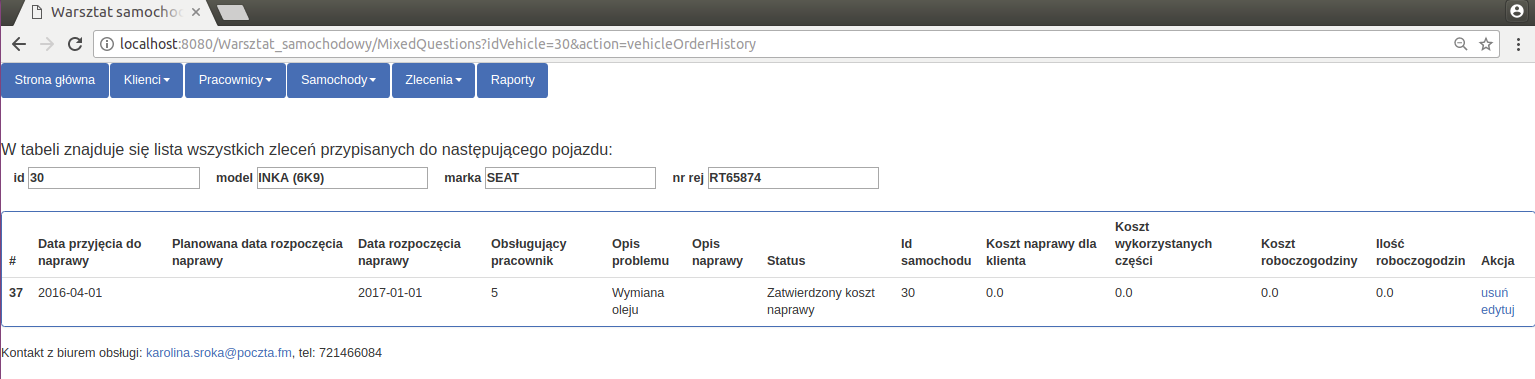 Warsztat samochod
localhost:8080/Warsztat_samochodowy/MixedQuestions?idVehicle=30&action=vehicleOrderHistory
Strona główna Klienci Pracownicy Samochody Zlecenia Raporty
W tabeli znajduje się lista wszystkich zleceń przypisanych do następującego pojazdu:
id 30 model INKA (6K9) marka SEAT nr rej RT65874
# Data przyjęcia do naprawy Planowana data rozpoczęcia naprawy Data rozpoczęcia naprawy Obsługujący pracownik Opis problemu Opis naprawy Status Id samochodu Koszt naprawy dla klienta Koszt wykorzystanych części Koszt roboczogodziny Ilość roboczogodzin Akcja
37 2016-04-01 2017-01-01 5 Wymiana oleju Zatwierdzony koszt naprawy 30 0.0 0.0 0.0 0.0 usuń edytuj
Kontakt z biurem obsługi: karolina.sroka@poczta.fm, tel: 721466084